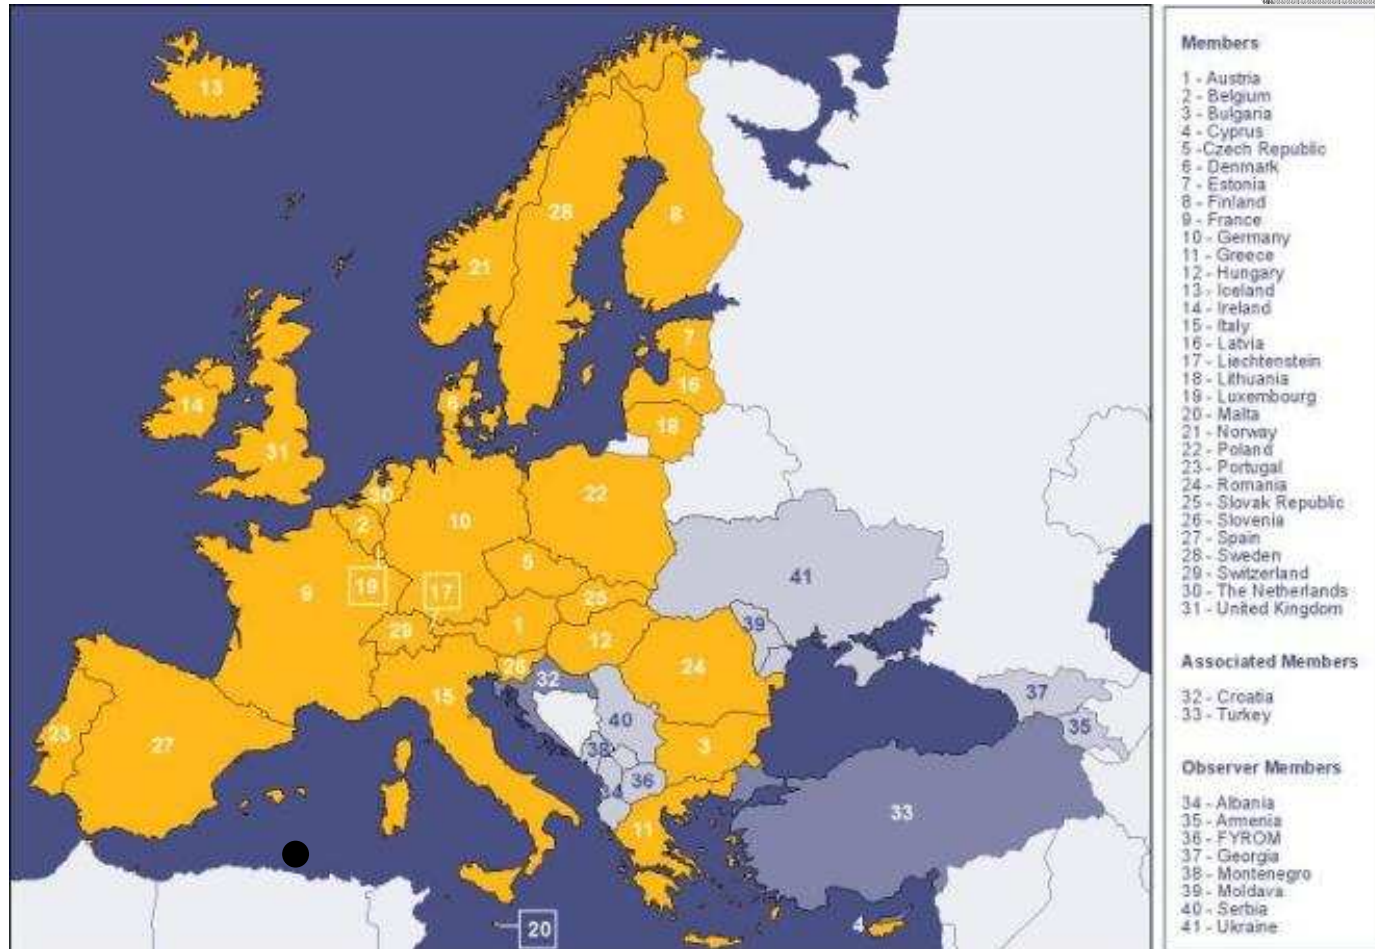 13
28
8
21
7
16
14
6
18
31
30
22
2
10
5
41
9
19
17
25
1
39
29
12
26
24
32
37
15
40
35
23
27
38
3
36
34
33
11
20
4
Members
1 - Austria
2 - Belgium
3 - Bulgaria
4 - Cyprus
5 -Czech Republic
6 - Denmark
7 - Estonia
8 - Finland
9 - France
10 - Germany
11 - Greece
12 - Hungary
13 - Iceland
14 - Ireland
15 - Italy
16 - Latvia
17 - Liechtenstein
18 - Lithuania
19 - Luxembourg
20 - Malta
21 - Norway
22 - Poland
23 - Portugal
24 - Romania
25 - Slovak Republic
26 - Slovenia
27 - Spain
28 - Sweden
29 - Switzerland
30 - The Netherlands
31 - United Kingdom
Associated Members
32 - Croatia
33 - Turkey
Observer Members
34 - Albania
35 - Armenia
36 - FYROM
37 - Georgia
38 - Montenegro
39 - Moldava
40 - Serbia
41 - Ukraine